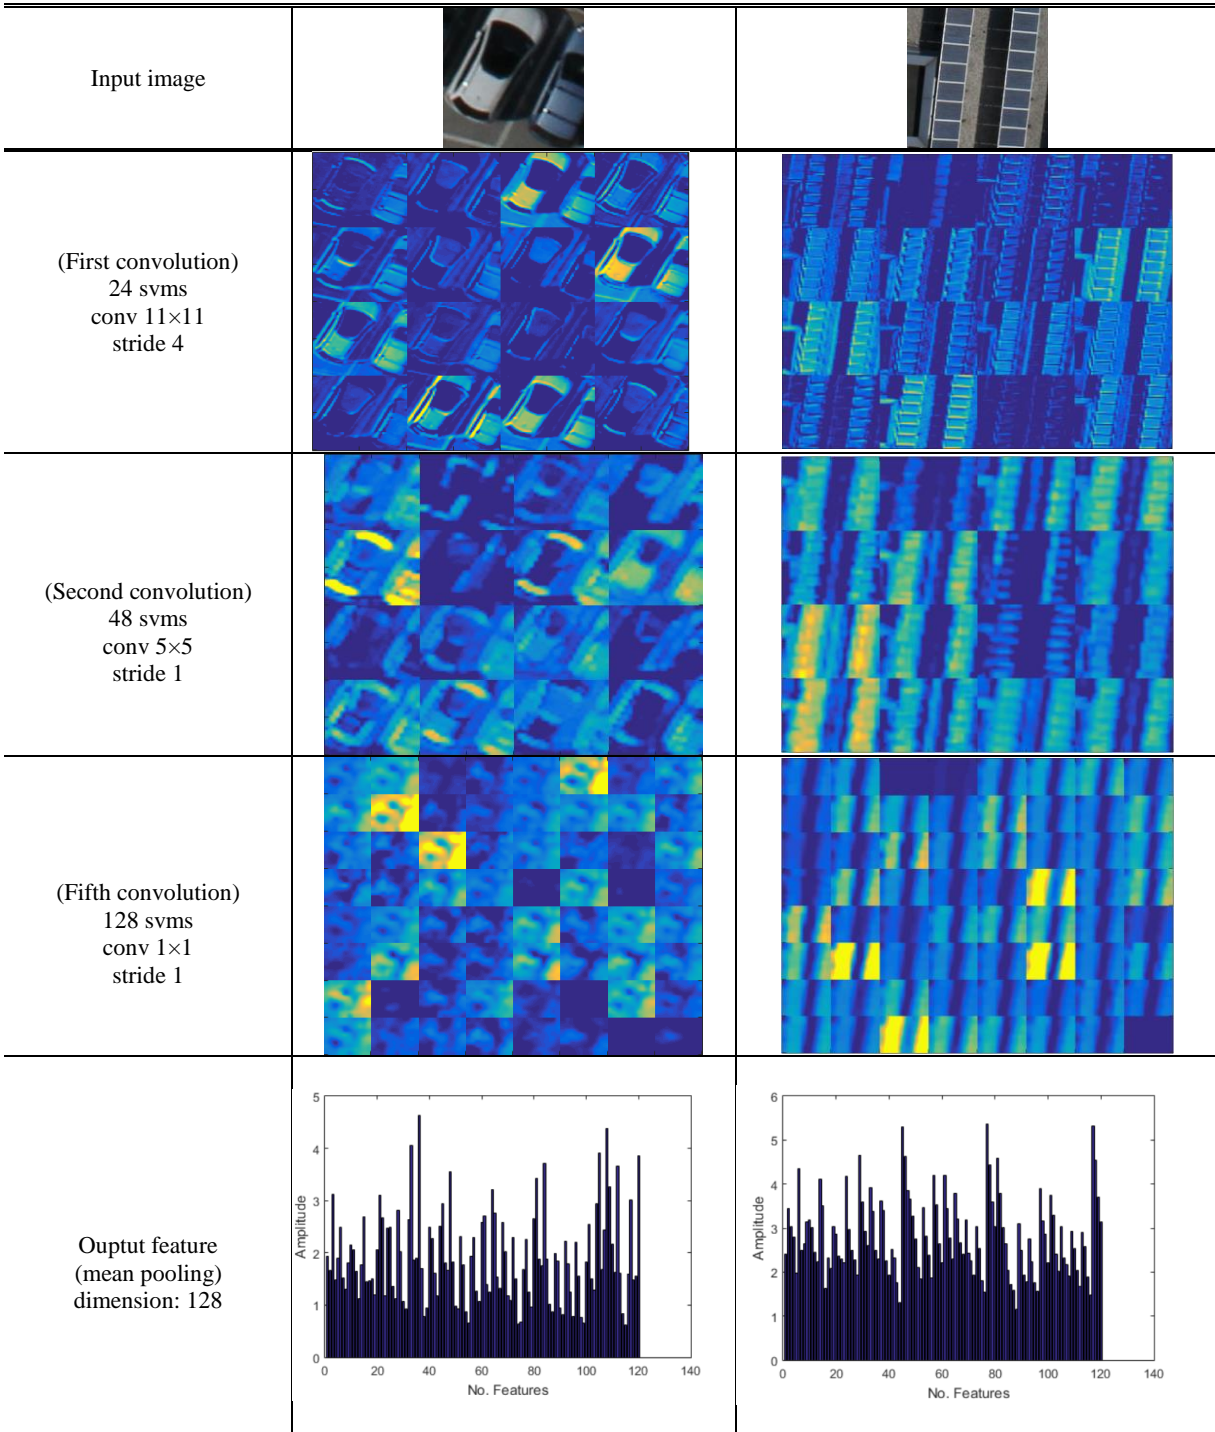 Input image
(First convolution)
24 svms
conv 11×11
stride 4
(Second convolution)
48 svms
conv 5×5
stride 1
(Fifth convolution)
128 svms
conv 1×1
stride 1
Ouptut feature
(mean pooling)
dimension: 128
5
4
3
2
1
0
Amplitude
0 20 40 60 80 100 120 140
No. Features
6
5
4
3
2
1
0
Amplitude
0 20 40 60 80 100 120 140
No. Features